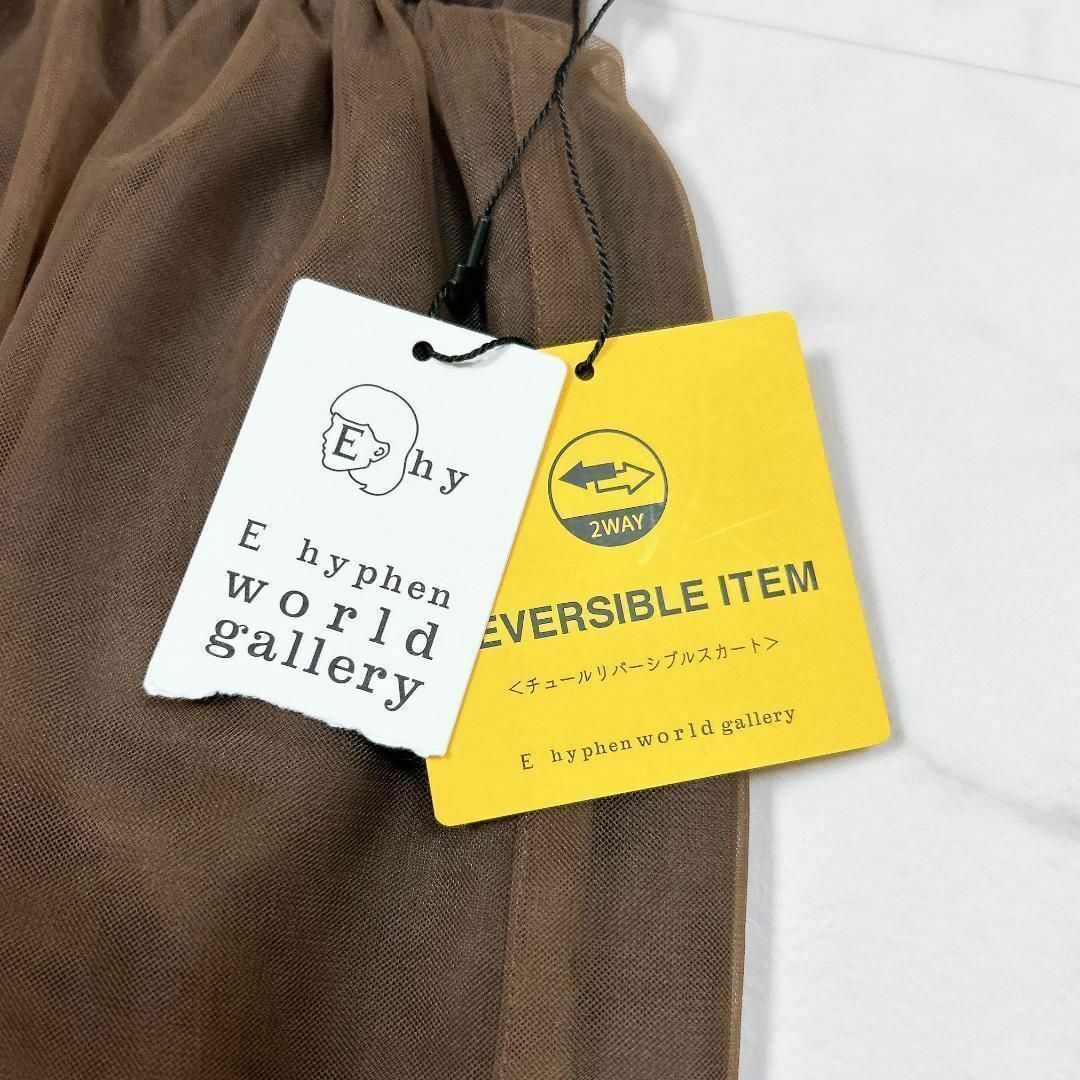 E hy
E hyphen
world
gallery
2WAY
EVERSIBLE ITEM
<チュールリバーシブルスカート>
E hyphen world gallery